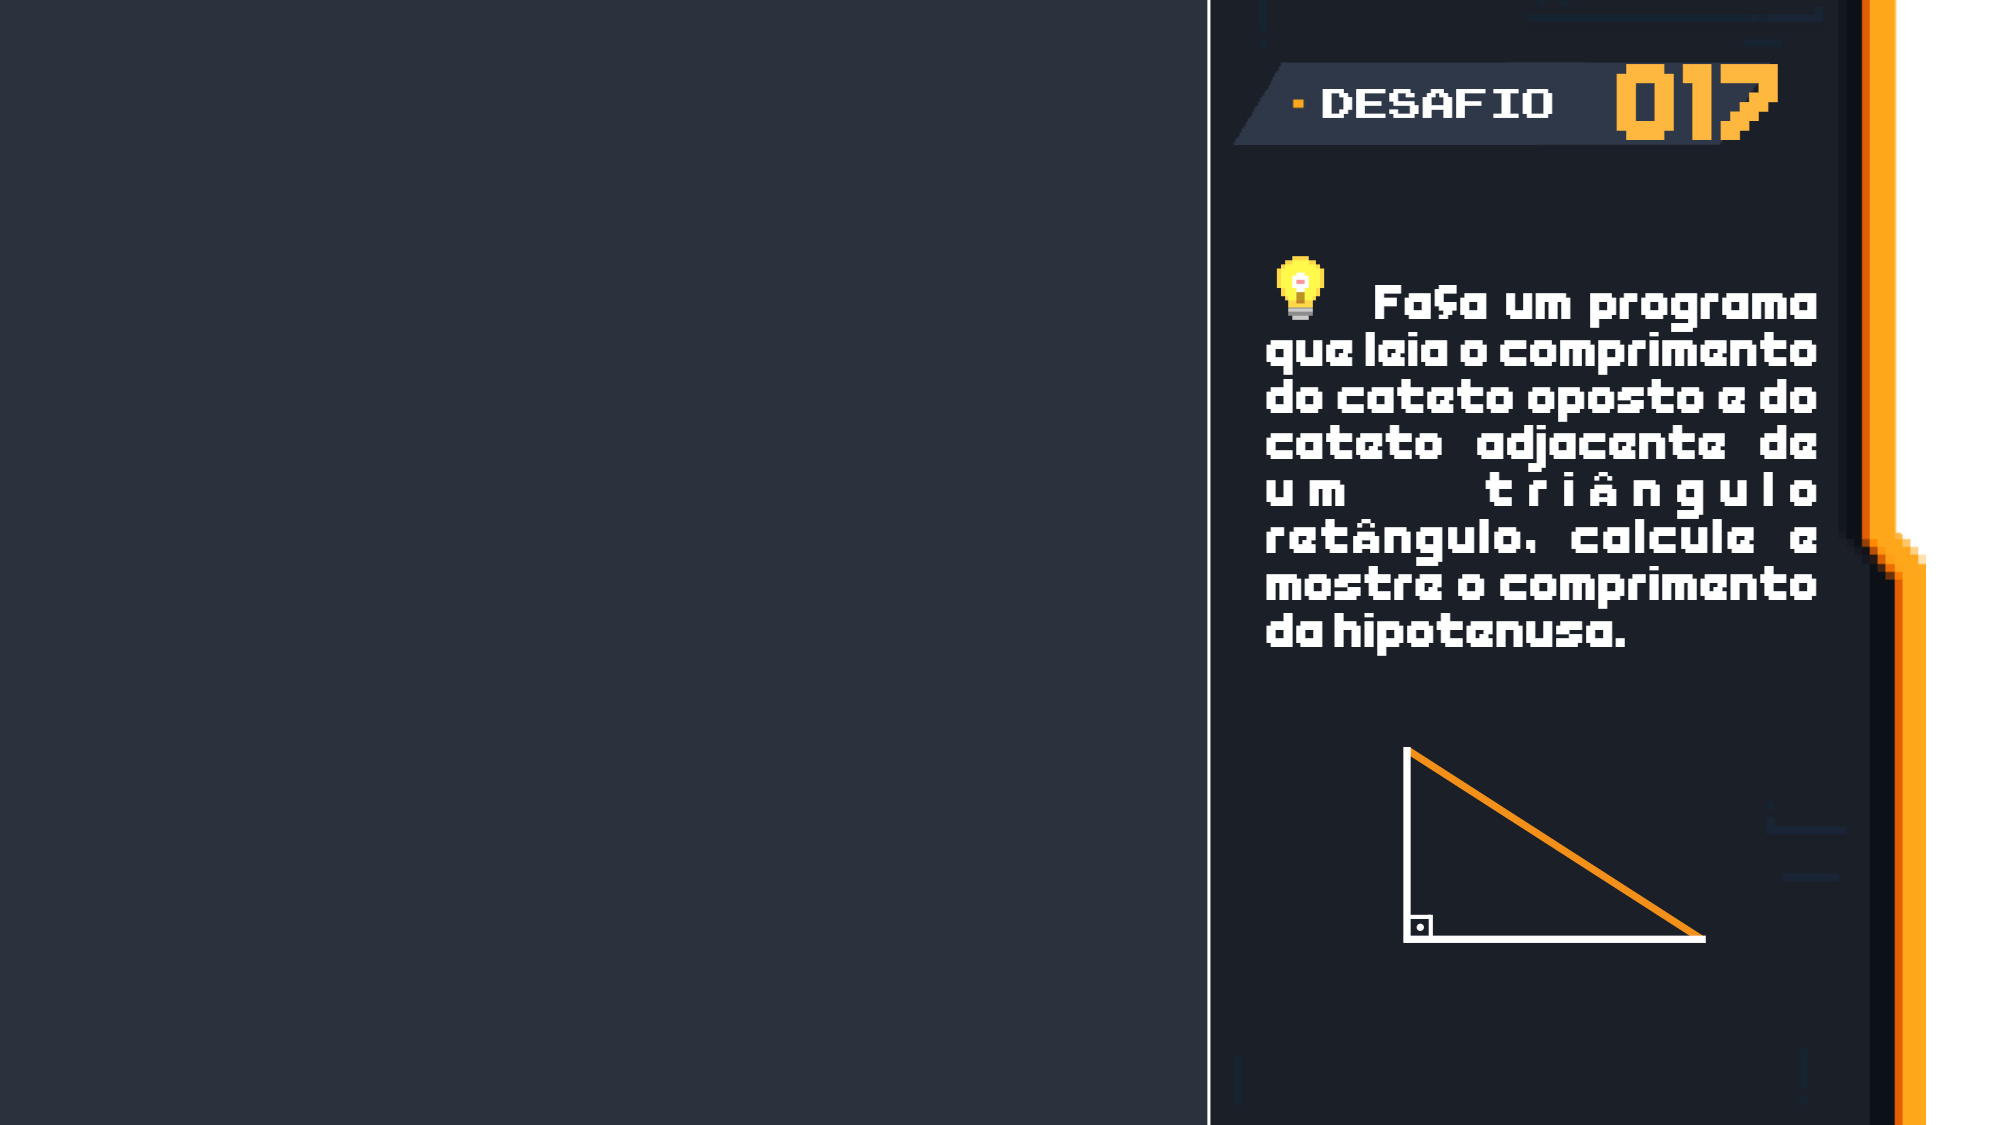 DESAFIO 017
Faça um programa
que leia o comprimento
do cateto oposto e do
cateto adjacente de
um triângulo
retângulo, calcule e
mostre o comprimento
da hipotenusa.